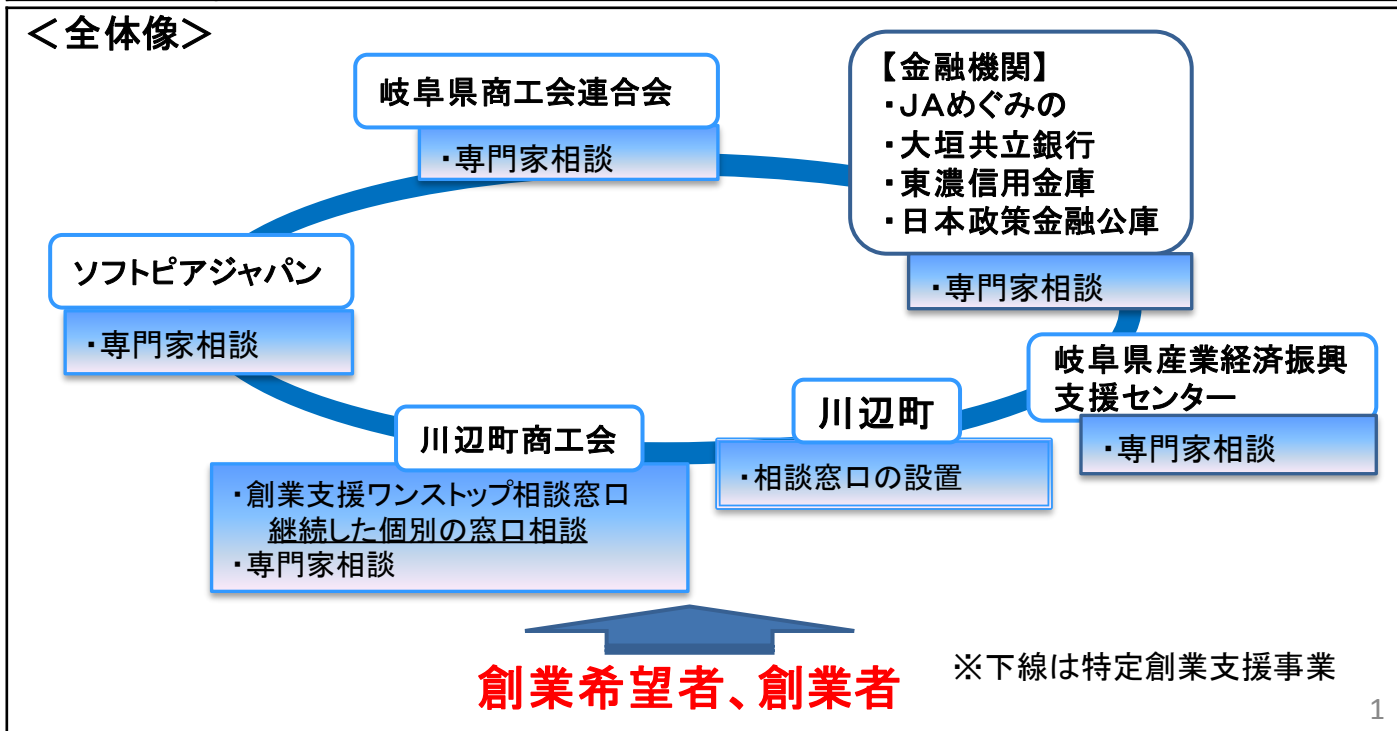 ＜全体像＞
岐阜県商工会連合会
・専門家相談
【金融機関】
・JAめぐみの
・大垣共立銀行
・東濃信用金庫
・日本政策金融公庫
・専門家相談
ソフトピアジャパン
・専門家相談
岐阜県産業経済振興
支援センター
・専門家相談
川辺町
・相談窓口の設置
川辺町商工会
・創業支援ワンストップ相談窓口
継続した個別の窓口相談
・専門家相談
創業希望者、創業者
※下線は特定創業支援事業
1